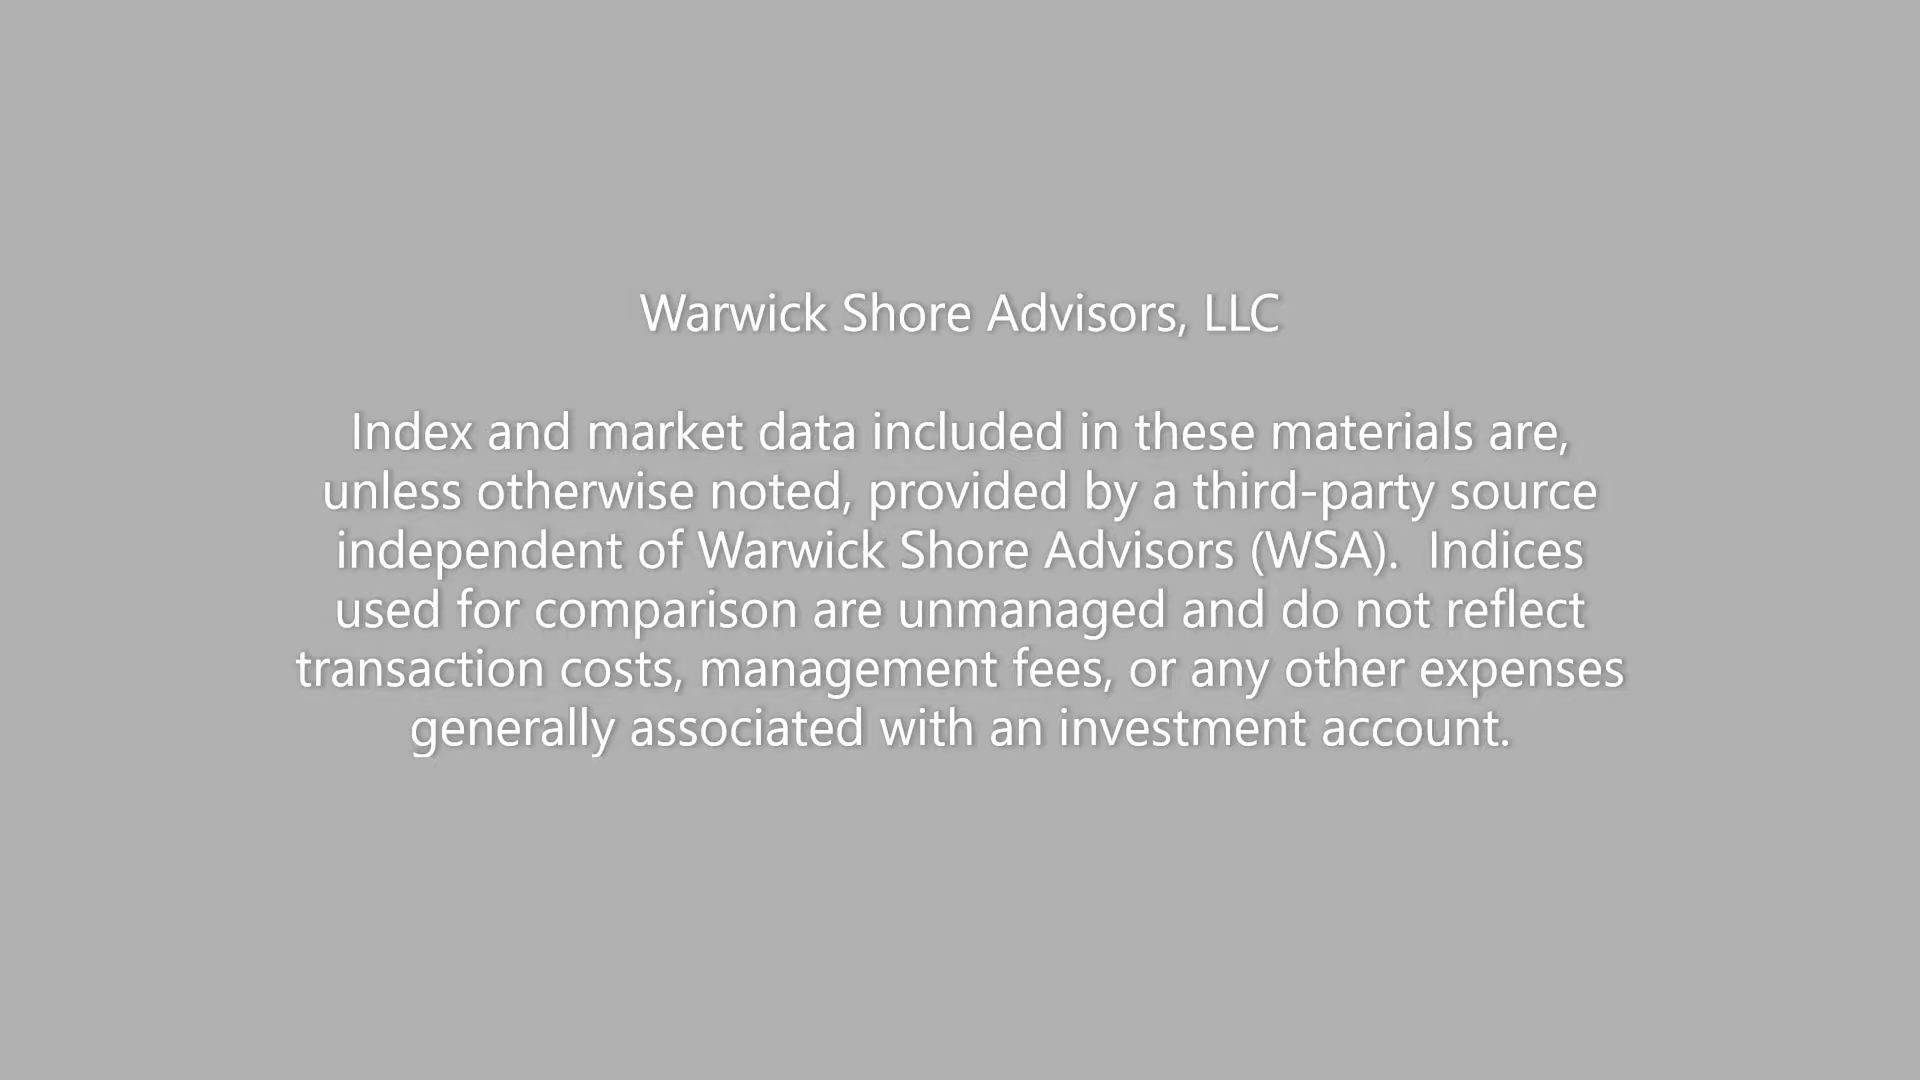 Warwick Shore Advisors, LLC
Index and market data included in these materials are,
unless otherwise noted, provided by a third-party source
independent of Warwick Shore Advisors (WSA).  Indices
used for comparison are unmanaged and do not reflect
transaction costs, management fees, or any other expenses
generally associated with an investment account.